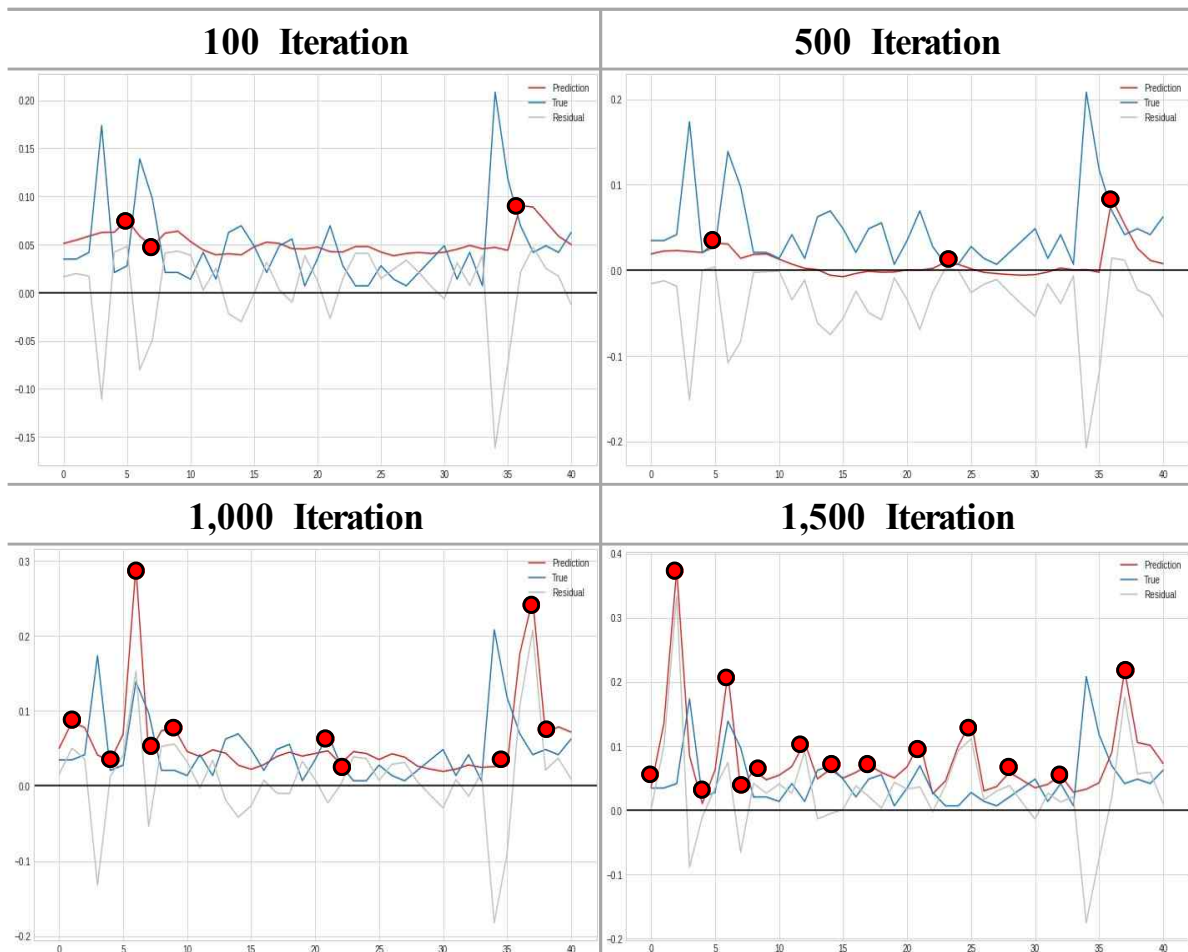 100 Iteration
500 Iteration
Prediction
True
Residual
0.20
0.15
0.10
0.05
0.00
−0.05
−0.10
−0.15
0 5 10 15 20 25 30 35 40
Prediction
True
Residual
0.2
0.1
0.0
−0.1
−0.2
0 5 10 15 20 25 30 35 40
1,000 Iteration
1,500 Iteration
Prediction
True
Residual
0.3
0.2
0.1
0.0
−0.1
−0.2
0 5 10 15 20 25 30 35 40
Prediction
True
Residual
0.4
0.3
0.2
0.1
0.0
−0.1
−0.2
0 5 10 15 20 25 30 35 40